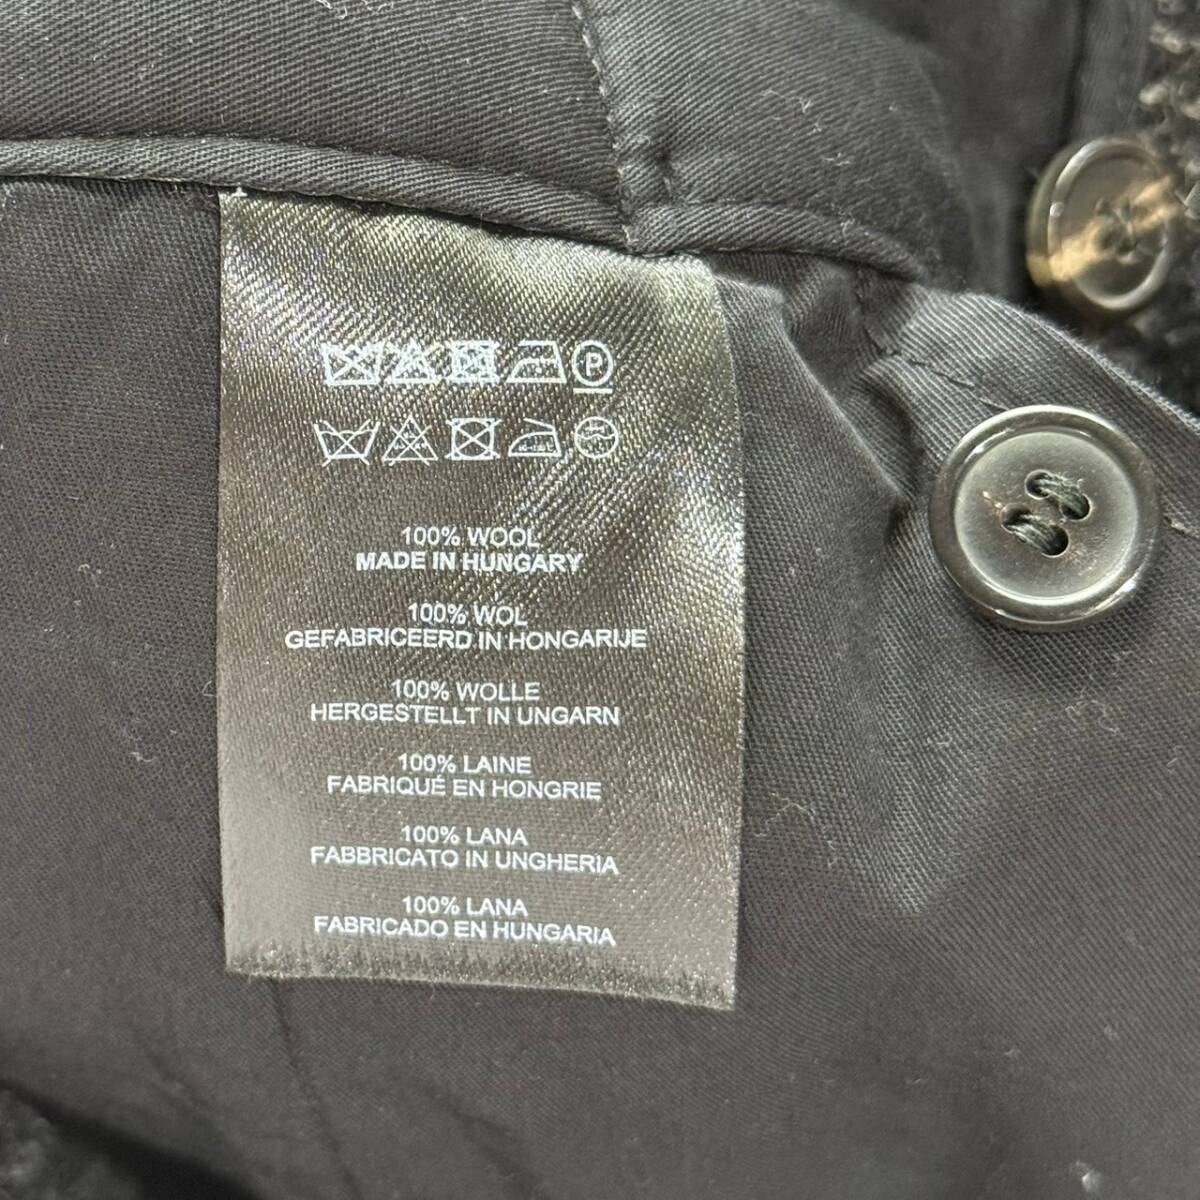 P
100% WOOL
MADE IN HUNGARY
100% WOL
GEFABRICEERD IN HONGARIJE
100% WOLLE
HERGESTELLT IN UNGARN
100% LAINE
FABRIQUÉ EN HONGRIE
100% LANA
FABBRICATO IN UNGHERIA
100% LANA
FABRICADO EN HUNGARIA